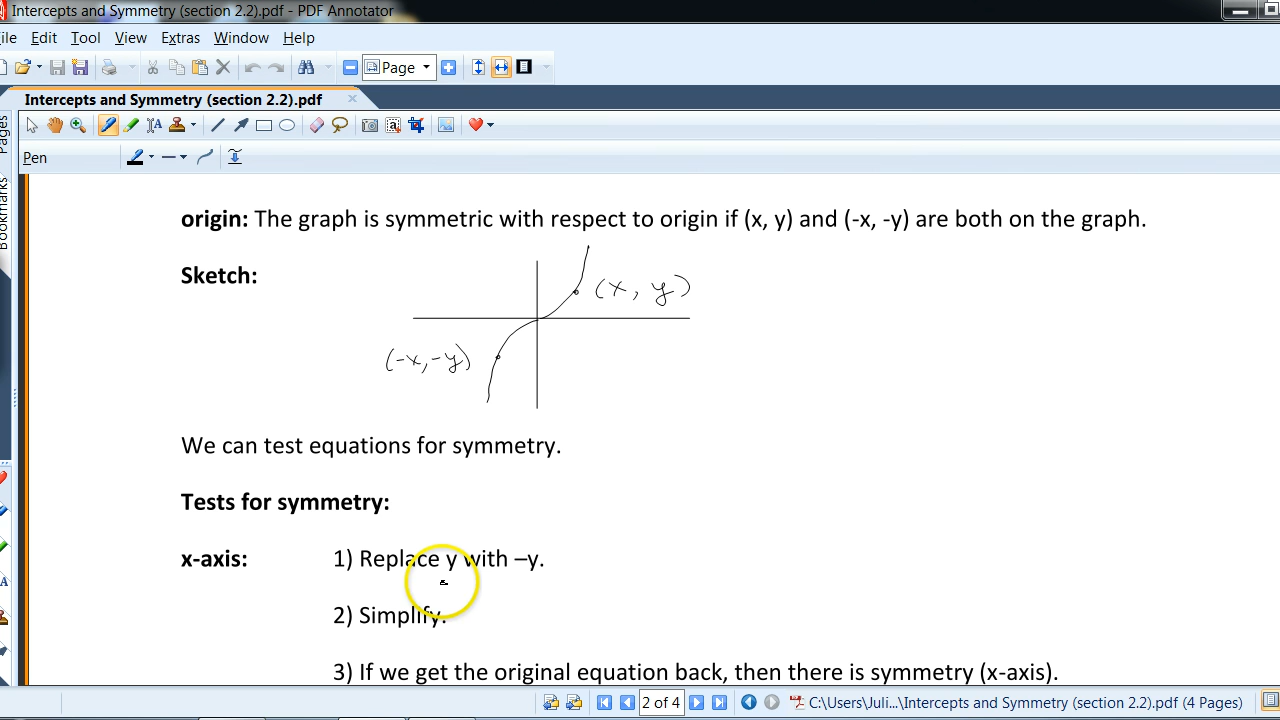 Intercepts and Symmetry (section 2.2).pdf - PDF Annotator
ile Edit Tool View Extras Window Help
Page
Intercepts and Symmetry (section 2.2).pdf
Pen
Pages
Bookmarks
origin: The graph is symmetric with respect to origin if (x, y) and (-x, -y) are both on the graph.
Sketch:
(x, y)
(-x,-y)
We can test equations for symmetry.
Tests for symmetry:
x-axis: 1) Replace y with –y.
2) Simplify.
3) If we get the original equation back, then there is symmetry (x-axis).
2 of 4 C:\Users\Juli...\Intercepts and Symmetry (section 2.2).pdf (4 Pages)